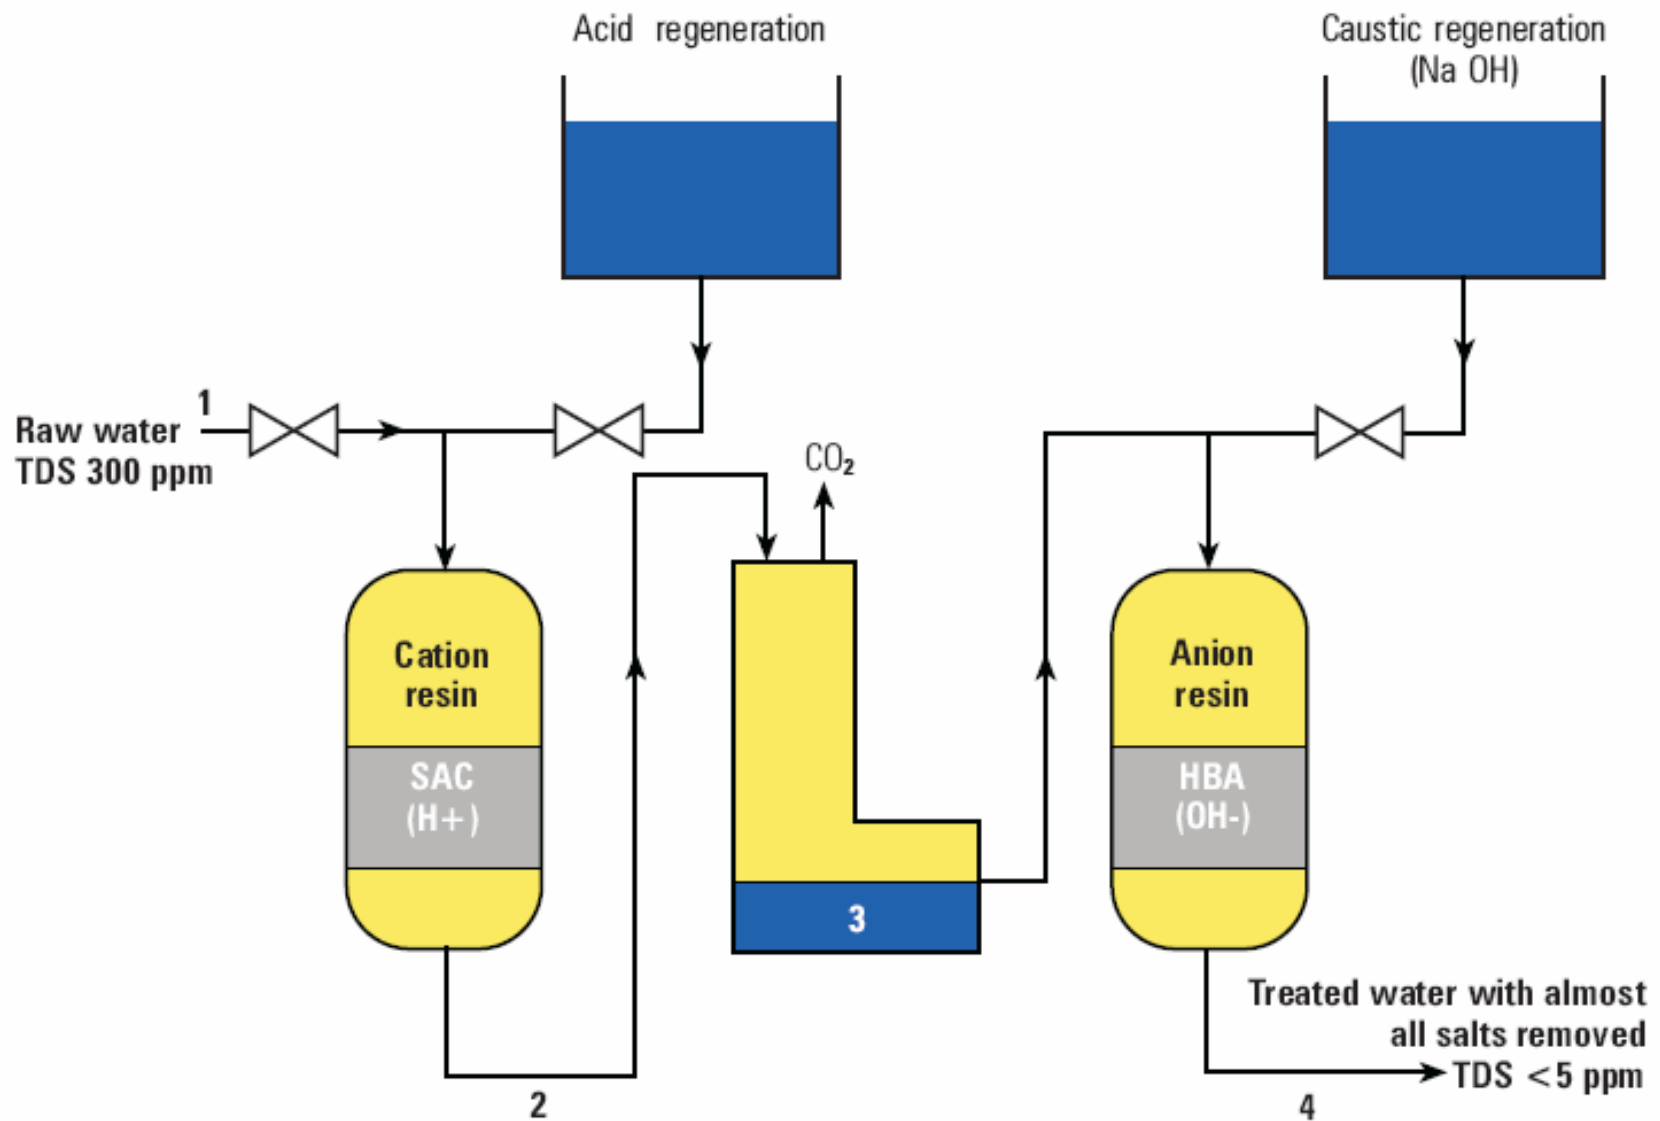 Acid regeneration
Caustic regeneration
(Na OH)
1
Raw water
TDS 300 ppm
CO₂
Cation
resin
SAC
(H+)
3
Anion
resin
HBA
(OH-)
Treated water with almost
all salts removed
TDS <5 ppm
2
4